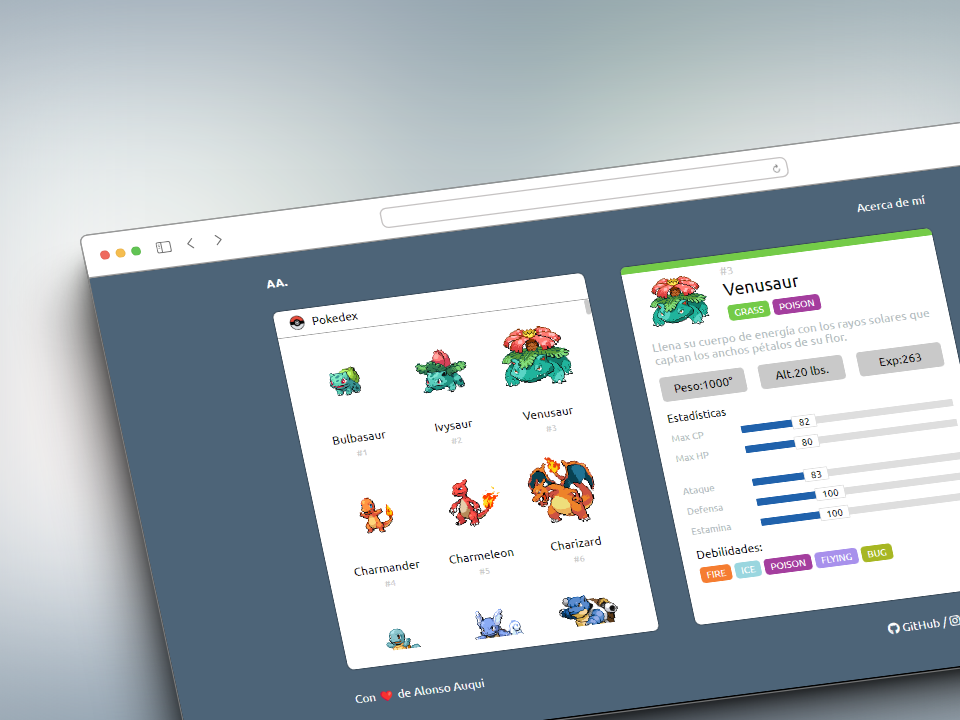 Acerca de mí
AA.
Pokedex
Bulbasaur
#1
Ivysaur
#2
Venusaur
#3
Charmander
#4
Charmeleon
#5
Charizard
#6
#3
Venusaur
GRASS POISON
Llena su cuerpo de energía con los rayos solares que
captan los anchos pétalos de su flor.
Peso:1000° Alt.20 lbs. Exp:263
Estadísticas
Max CP 82
Max HP 80
Ataque 83
Defensa 100
Estamina 100
Debilidades:
FIRE ICE POISON FLYING BUG
Con ❤ de Alonso Auqui
GitHub /